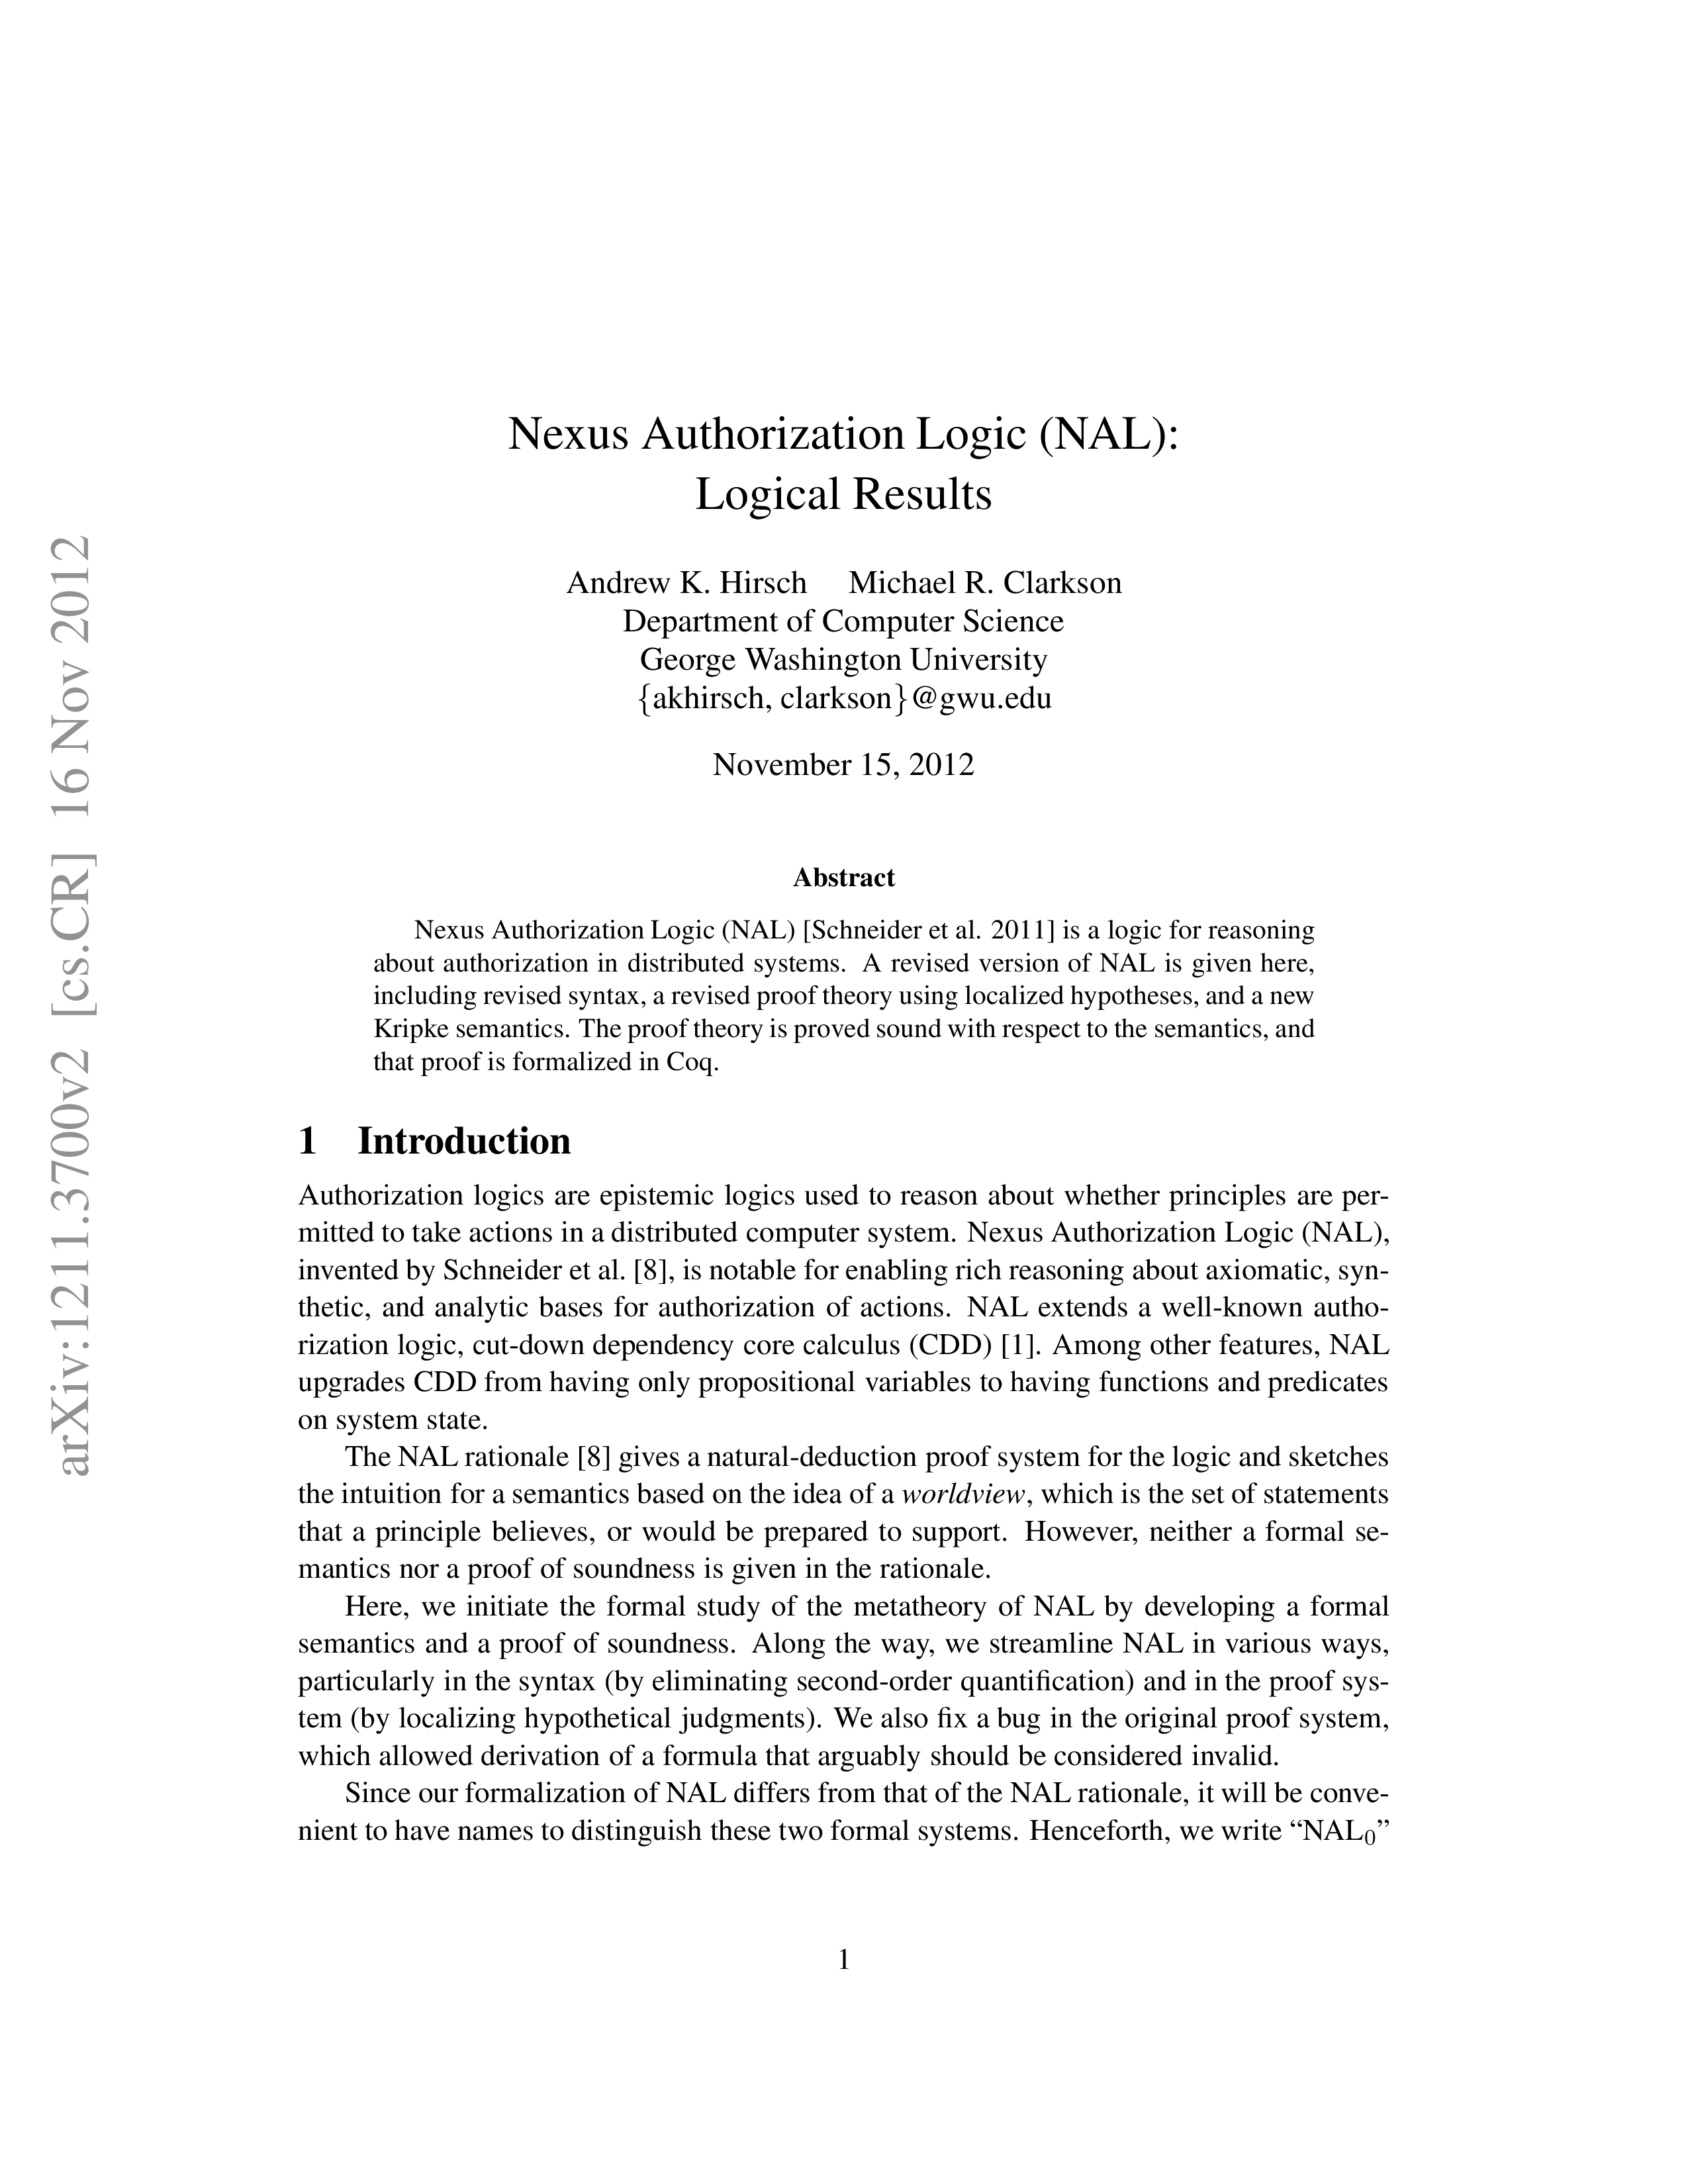 Nexus Authorization Logic (NAL):
Logical Results
Andrew K. Hirsch Michael R. Clarkson
Department of Computer Science
George Washington University
{akhirsch, clarkson}@gwu.edu
November 15, 2012
arXiv:1211.3700v2 [cs.CR] 16 Nov 2012
Abstract
Nexus Authorization Logic (NAL) [Schneider et al. 2011] is a logic for reasoning
about authorization in distributed systems. A revised version of NAL is given here,
including revised syntax, a revised proof theory using localized hypotheses, and a new
Kripke semantics. The proof theory is proved sound with respect to the semantics, and
that proof is formalized in Coq.
1 Introduction
Authorization logics are epistemic logics used to reason about whether principles are per-
mitted to take actions in a distributed computer system. Nexus Authorization Logic (NAL),
invented by Schneider et al. [8], is notable for enabling rich reasoning about axiomatic, syn-
thetic, and analytic bases for authorization of actions. NAL extends a well-known autho-
rization logic, cut-down dependency core calculus (CDD) [1]. Among other features, NAL
upgrades CDD from having only propositional variables to having functions and predicates
on system state.
The NAL rationale [8] gives a natural-deduction proof system for the logic and sketches
the intuition for a semantics based on the idea of a worldview, which is the set of statements
that a principle believes, or would be prepared to support. However, neither a formal se-
mantics nor a proof of soundness is given in the rationale.
Here, we initiate the formal study of the metatheory of NAL by developing a formal
semantics and a proof of soundness. Along the way, we streamline NAL in various ways,
particularly in the syntax (by eliminating second-order quantification) and in the proof sys-
tem (by localizing hypothetical judgments). We also fix a bug in the original proof system,
which allowed derivation of a formula that arguably should be considered invalid.
Since our formalization of NAL differs from that of the NAL rationale, it will be conve-
nient to have names to distinguish these two formal systems. Henceforth, we write “NAL₀”
1